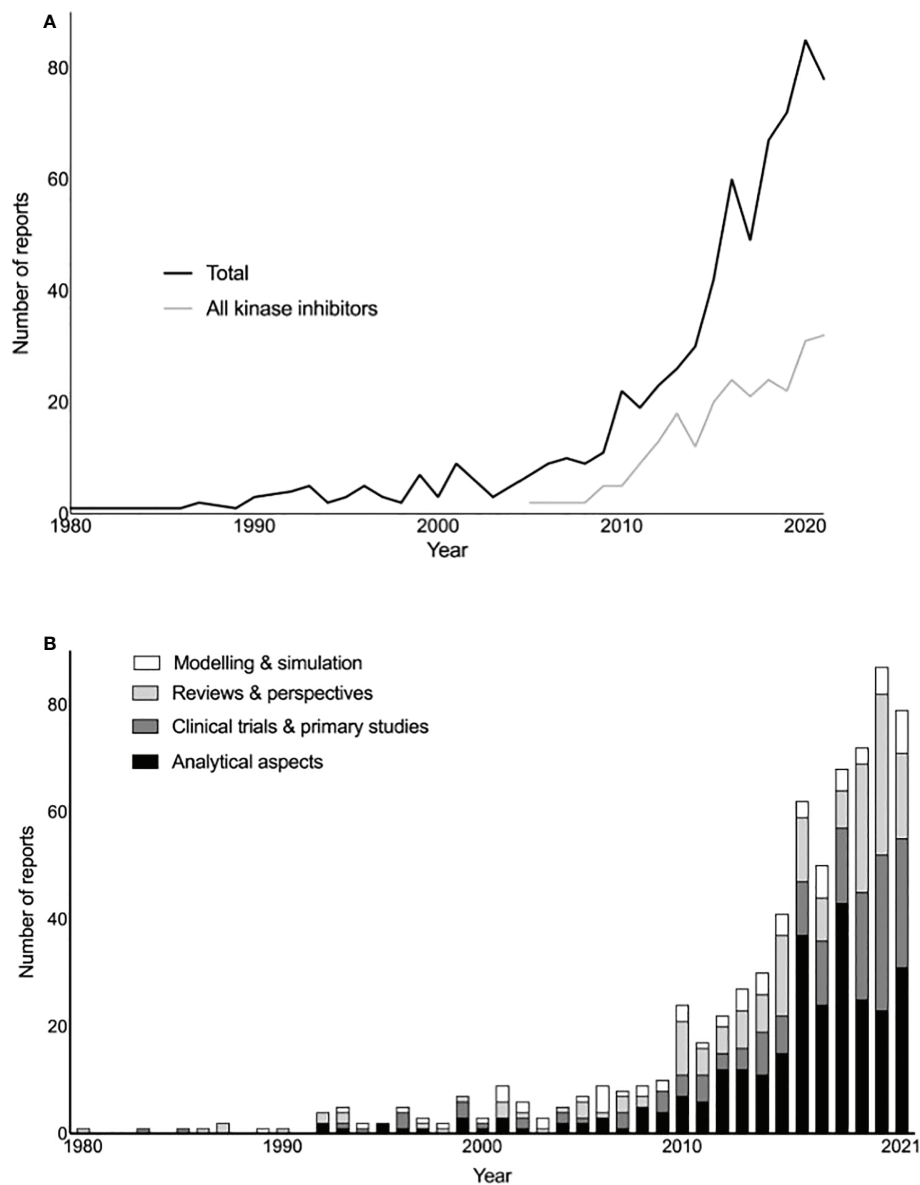 A
80
60
40
20
0
Number of reports
Total
All kinase inhibitors
1980 1990 2000 2010 2020
Year
B
Modelling & simulation
Reviews & perspectives
Clinical trials & primary studies
Analytical aspects
80
60
40
20
0
Number of reports
1980 1990 2000 2010 2021
Year